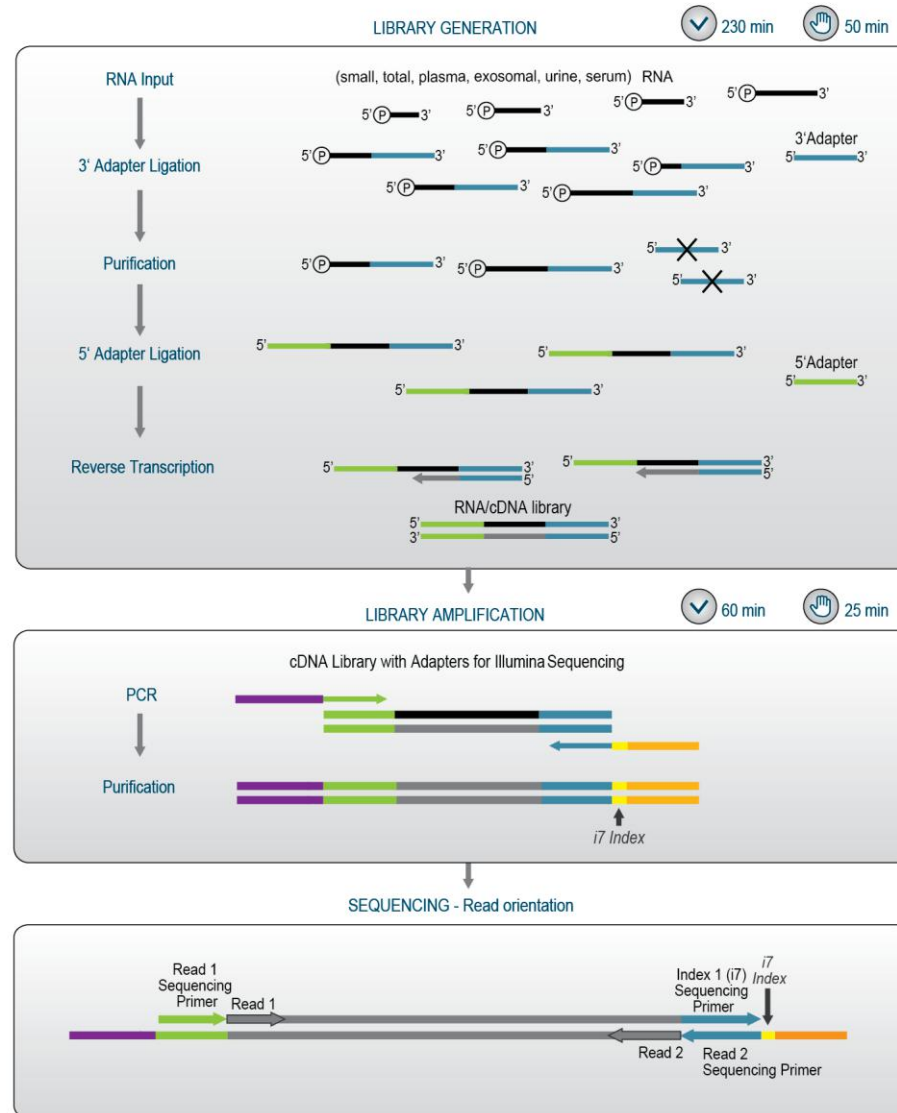 LIBRARY GENERATION
230 min
50 min
RNA Input
(small, total, plasma, exosomal, urine, serum) RNA
5' P 3'
5' P 3'
5' P 3'
5' P 3'
3' Adapter Ligation
5' P 3'
5' P 3'
5' P 3'
5' P 3'
5' P 3'
3'Adapter
5' 3'
Purification
5' P 3'
5' P 3'
5' 3'
5' 3'
5' Adapter Ligation
5' 3'
5' 3'
5' 3'
5'Adapter
5' 3'
Reverse Transcription
5' 3'
5'
5' 3'
5'
RNA/cDNA library
5' 3'
3' 5'
LIBRARY AMPLIFICATION
60 min
25 min
cDNA Library with Adapters for Illumina Sequencing
PCR
Purification
i7 Index
SEQUENCING - Read orientation
Read 1
Sequencing
Primer
Read 1
Index 1 (i7)
Sequencing
Primer
i7
Index
Read 2
Read 2
Sequencing Primer